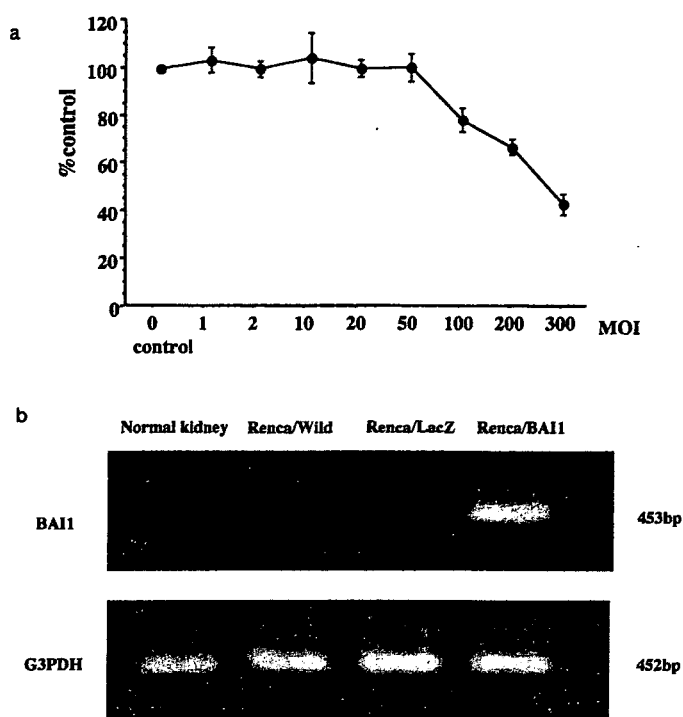 a
120
100
80
60
40
20
0
%control
0 1 2 10 20 50 100 200 300 MOI
control
b
Normal kidney Renca/Wild Renca/LacZ Renca/BAI1
BAI1 453bp
G3PDH 452bp